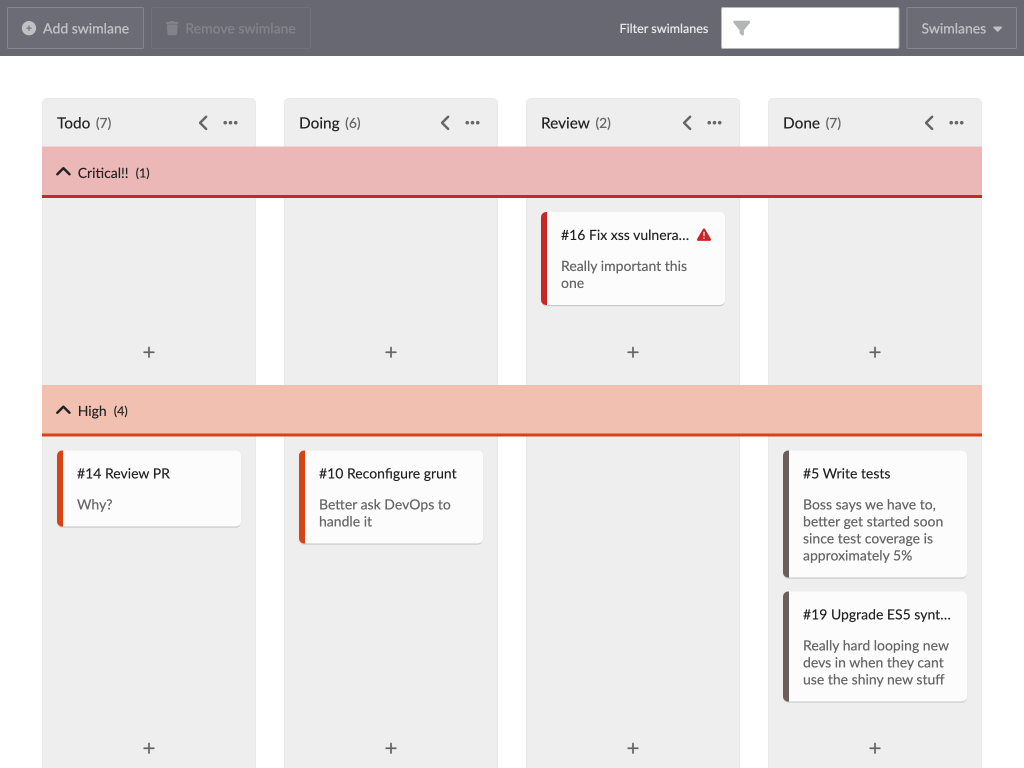 Add swimlane
Remove swimlane
Filter swimlanes
Swimlanes
Todo (7)
Doing (6)
Review (2)
Done (7)
Critical!! (1)
#16 Fix xss vulnera...
Really important this
one
High (4)
#14 Review PR
Why?
#10 Reconfigure grunt
Better ask DevOps to
handle it
#5 Write tests
Boss says we have to,
better get started soon
since test coverage is
approximately 5%
#19 Upgrade ES5 synt...
Really hard looping new
devs in when they cant
use the shiny new stuff